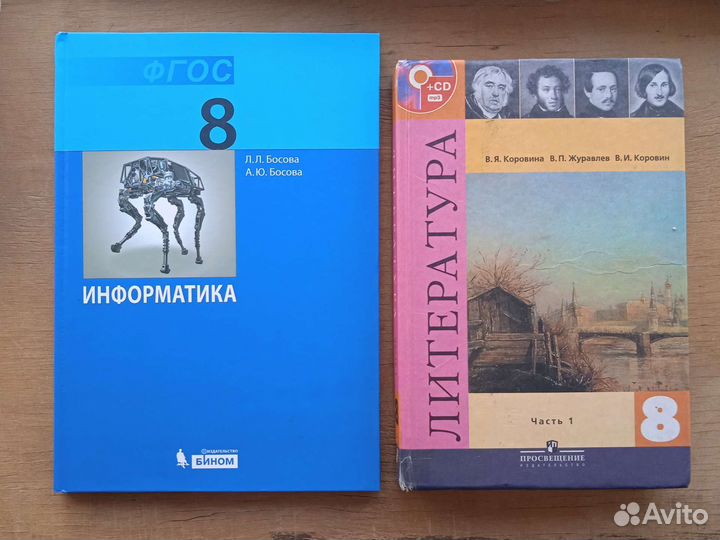 ФГОС
8
Л.Л. Босова
А.Ю. Босова
ИНФОРМАТИКА
ИЗДАТЕЛЬСТВО
БИНОМ
+CD
mp3
В.Я. Коровина В.П. Журавлев В.И. Коровин
ЛИТЕРАТУРА
Часть 1
8
ПРОСВЕЩЕНИЕ
ИЗДАТЕЛЬСТВО
Avito